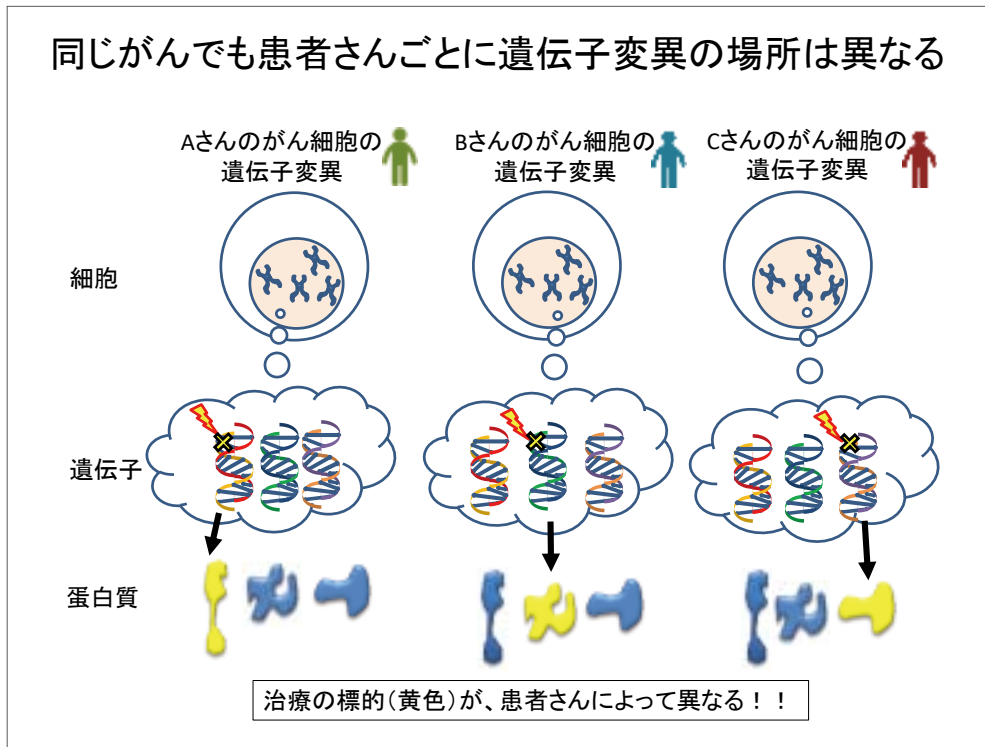 同じがんでも患者さんごとに遺伝子変異の場所は異なる
Aさんのがん細胞の
遺伝子変異
Bさんのがん細胞の
遺伝子変異
Cさんのがん細胞の
遺伝子変異
細胞
遺伝子
蛋白質
治療の標的(黄色)が、患者さんによって異なる！！